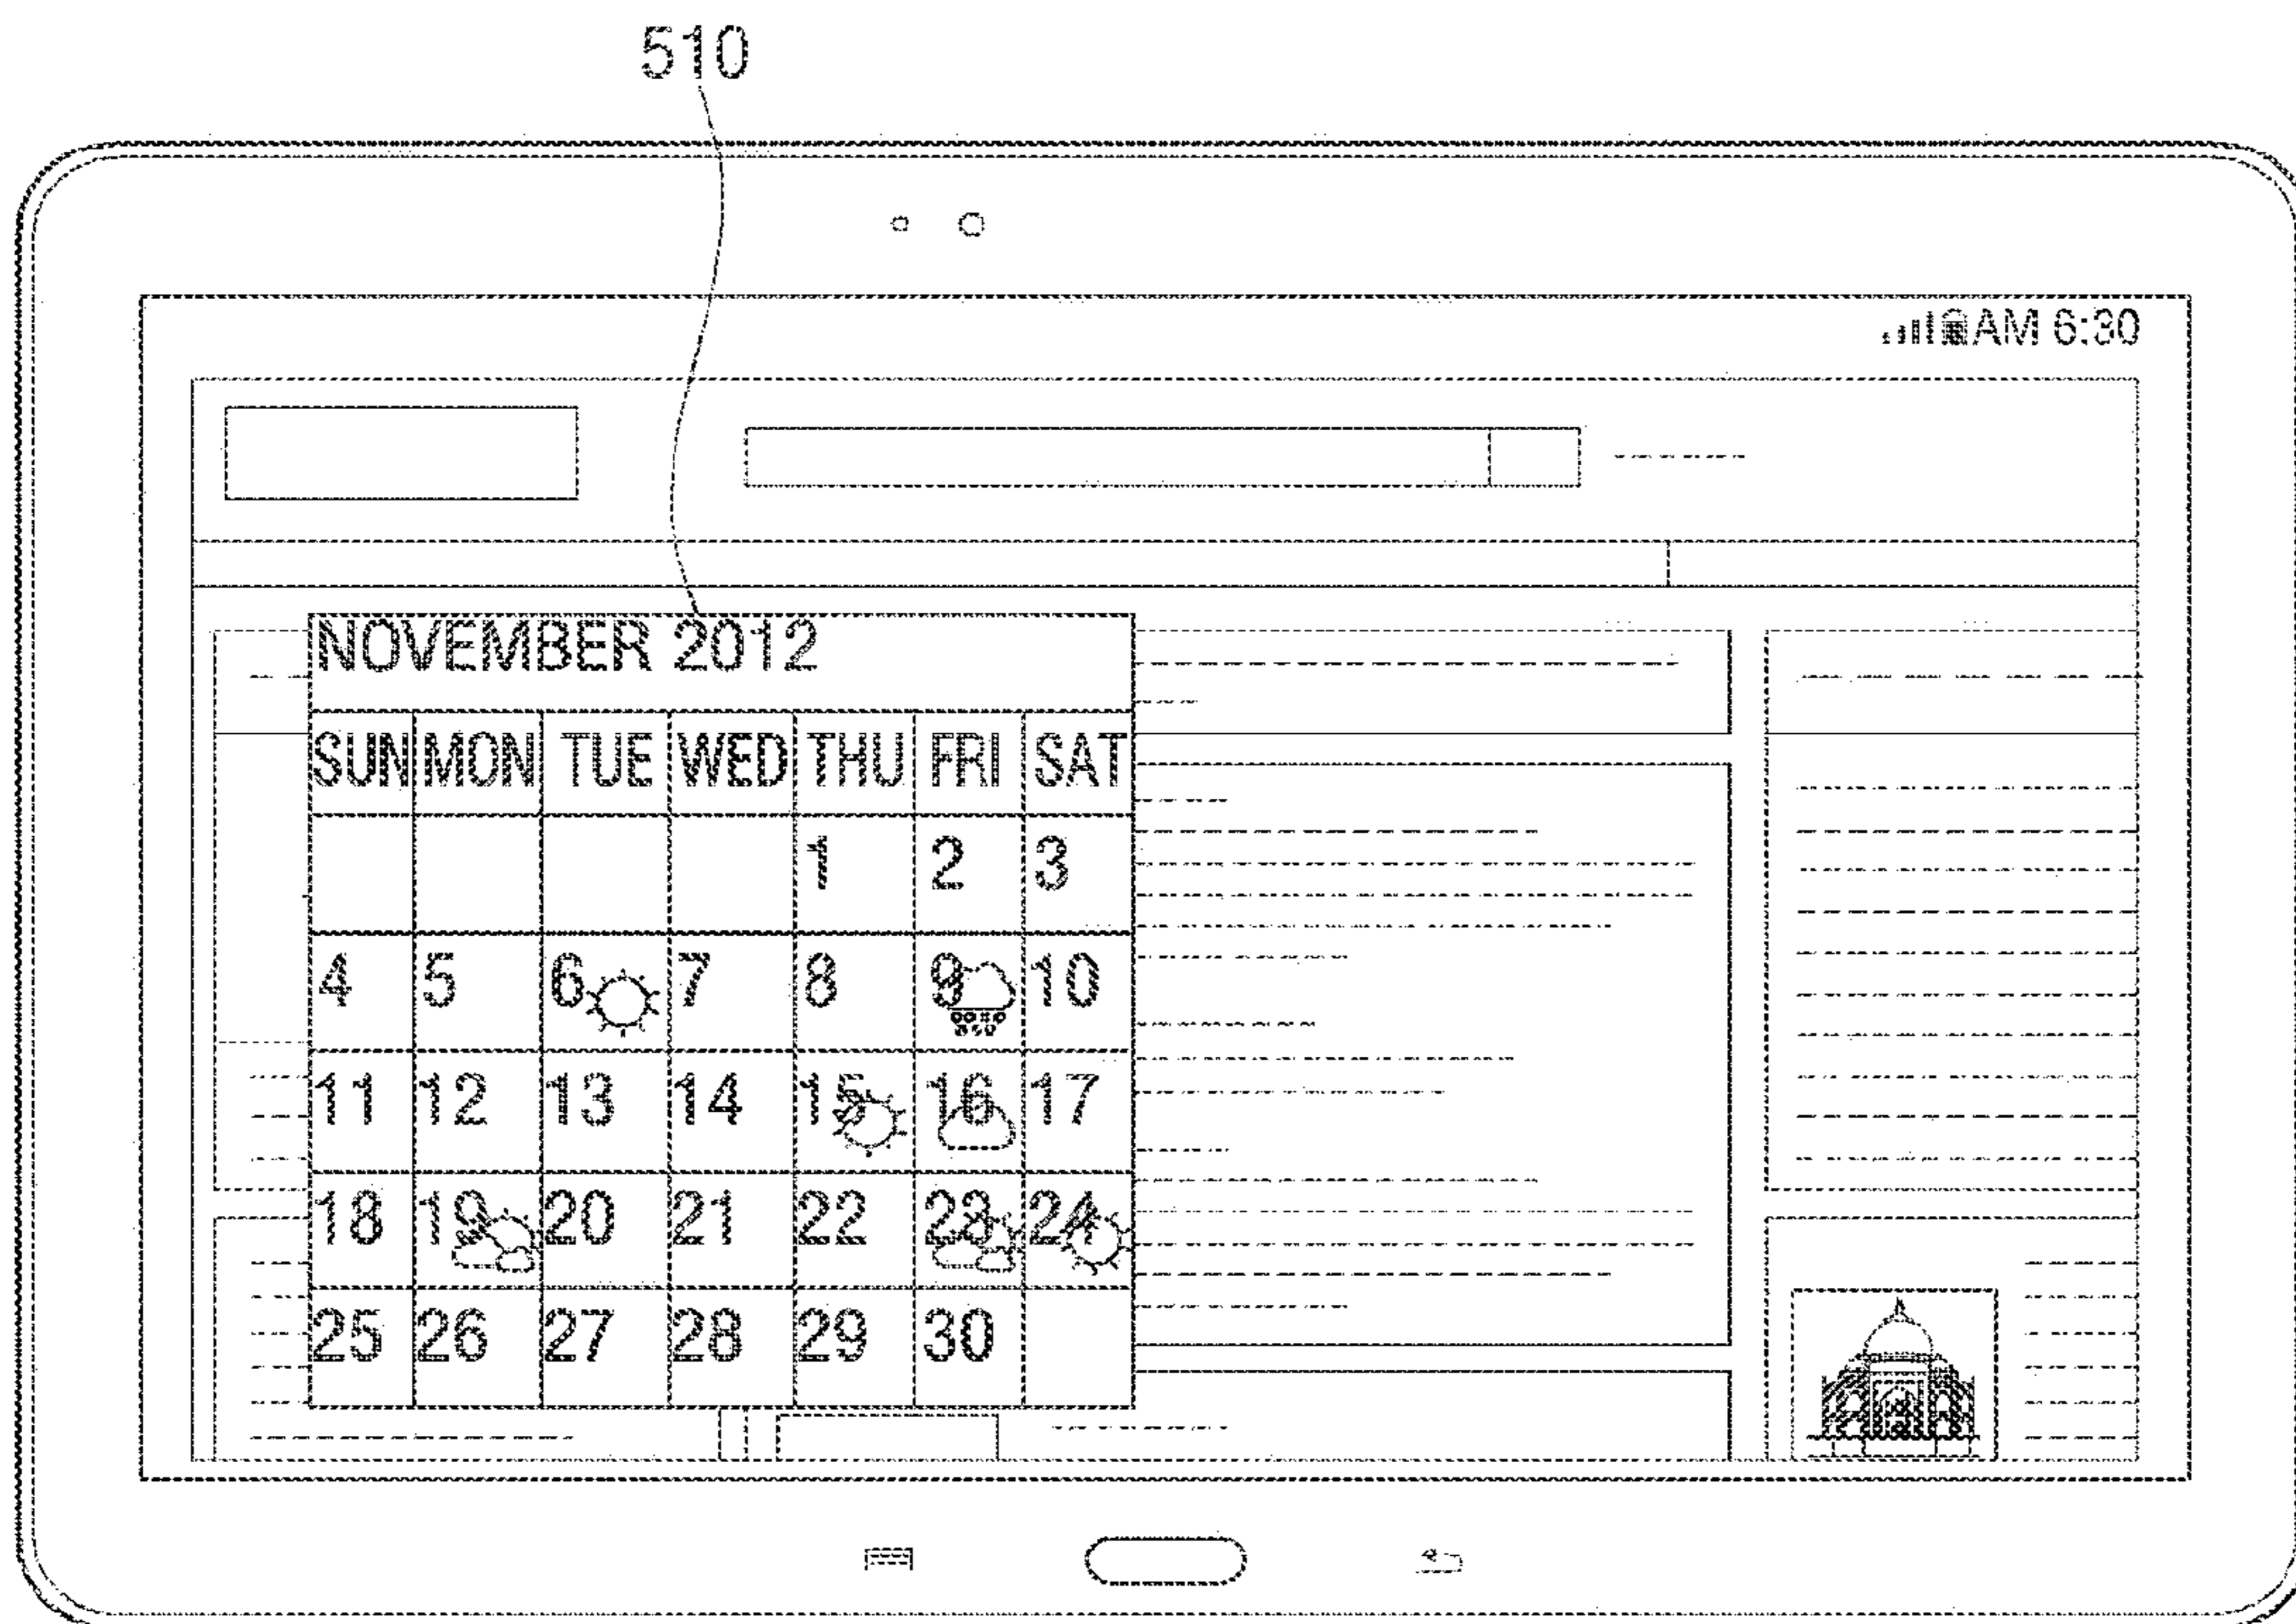 510
AM 6:30
NOVEMBER 2012
SUN MON TUE WED THU FRI SAT
1 2 3
4 5 6 7 8 9 10
11 12 13 14 15 16 17
18 19 20 21 22 23 24
25 26 27 28 29 30